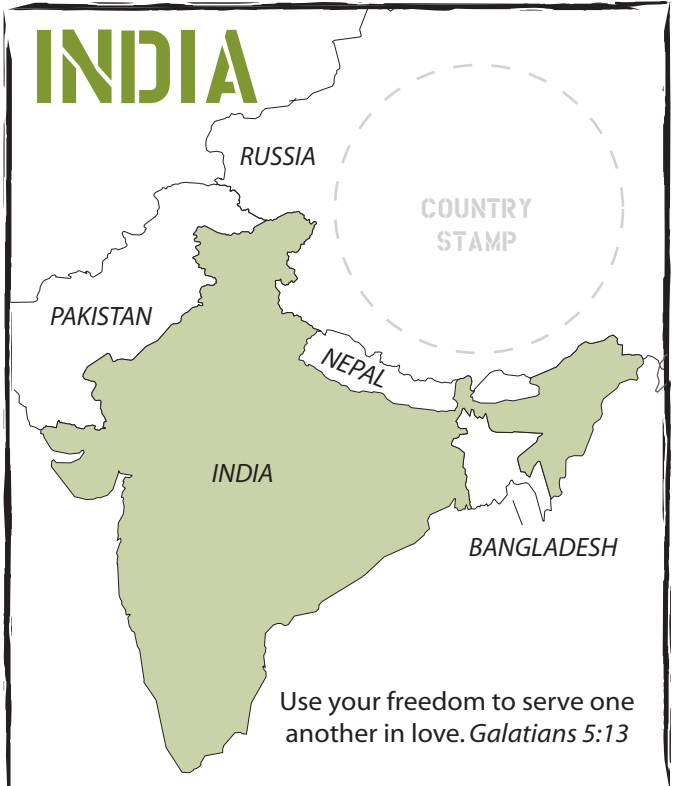 INDIA
RUSSIA
COUNTRY
STAMP
PAKISTAN
NEPAL
INDIA
BANGLADESH
Use your freedom to serve one
another in love. Galatians 5:13